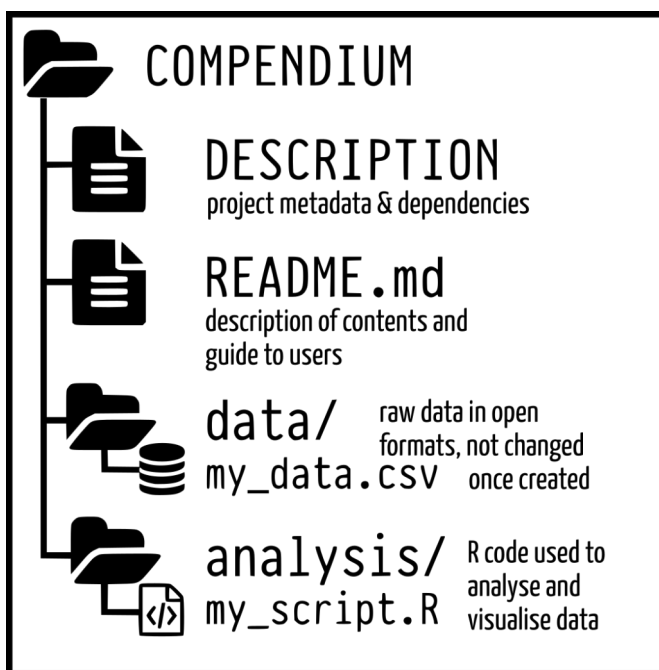 COMPENDIUM
DESCRIPTION
project metadata & dependencies
README.md
description of contents and
guide to users
data/
my_data.csv
raw data in open
formats, not changed
once created
analysis/
my_script.R
R code used to
analyse and
visualise data